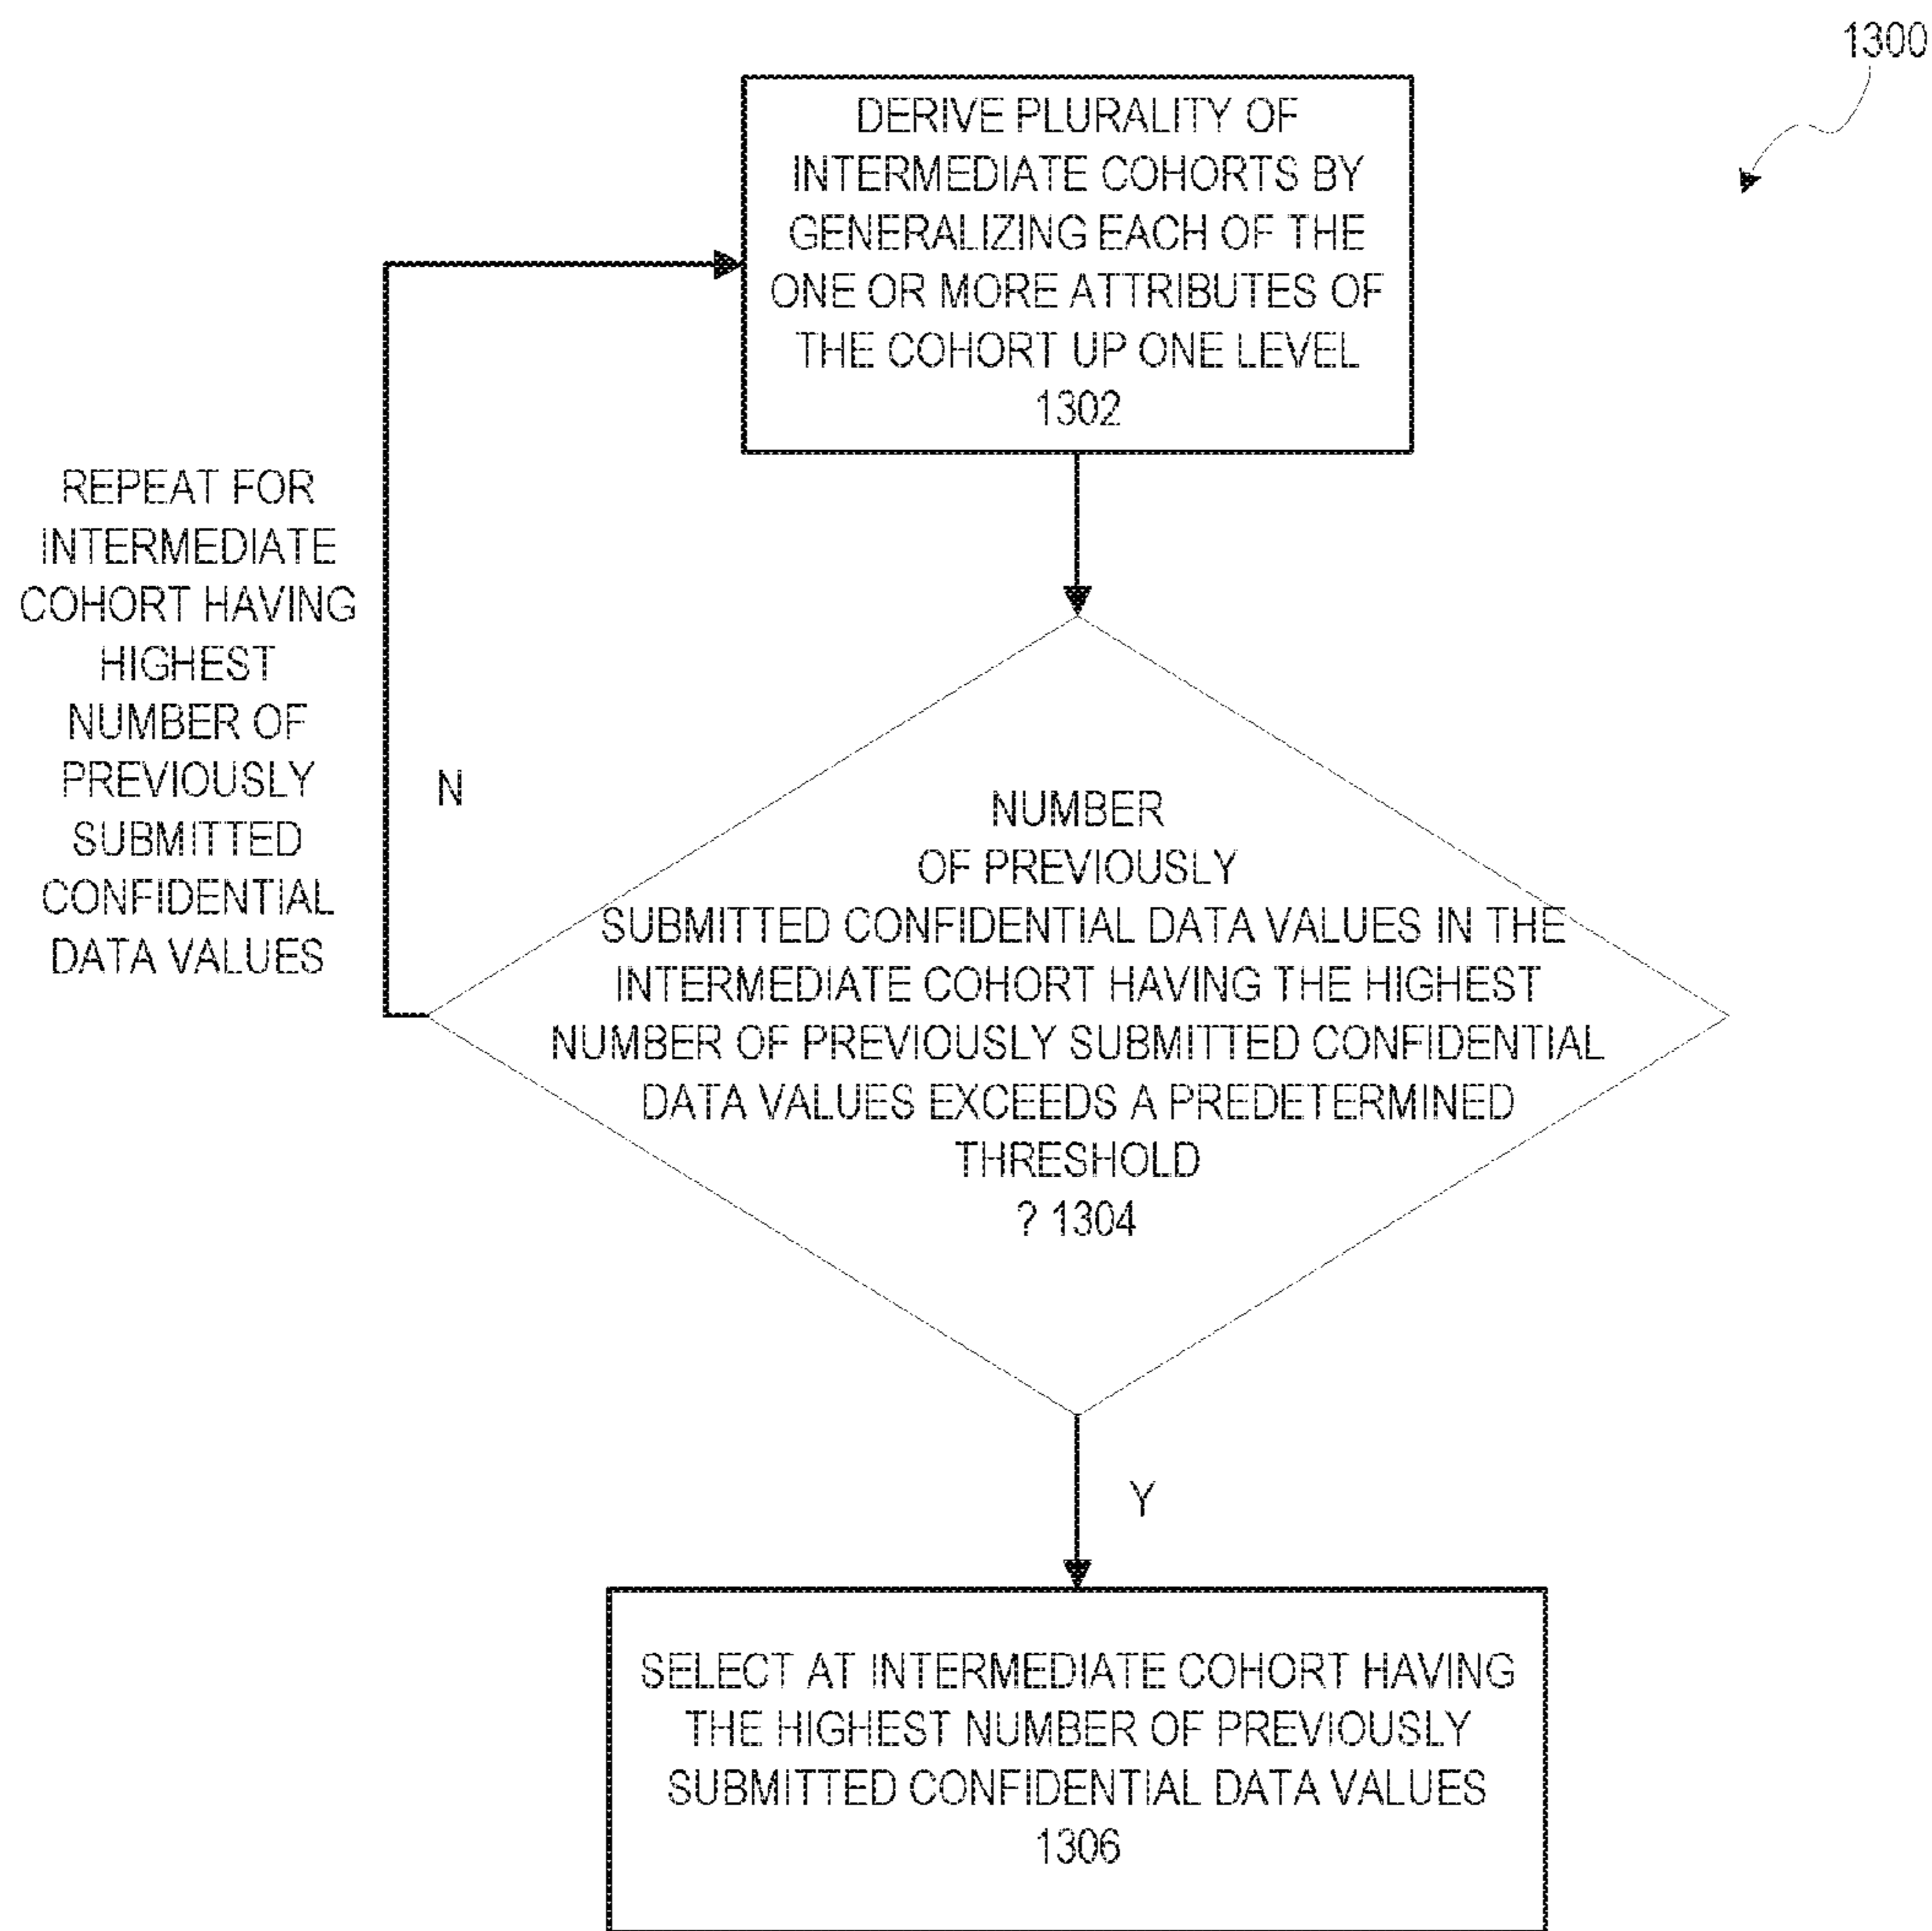 1300
DERIVE PLURALITY OF
INTERMEDIATE COHORTS BY
GENERALIZING EACH OF THE
ONE OR MORE ATTRIBUTES OF
THE COHORT UP ONE LEVEL
1302
REPEAT FOR
INTERMEDIATE
COHORT HAVING
HIGHEST
NUMBER OF
PREVIOUSLY
SUBMITTED
CONFIDENTIAL
DATA VALUES
N
NUMBER
OF PREVIOUSLY
SUBMITTED CONFIDENTIAL DATA VALUES IN THE
INTERMEDIATE COHORT HAVING THE HIGHEST
NUMBER OF PREVIOUSLY SUBMITTED CONFIDENTIAL
DATA VALUES EXCEEDS A PREDETERMINED
THRESHOLD
? 1304
Y
SELECT AT INTERMEDIATE COHORT HAVING
THE HIGHEST NUMBER OF PREVIOUSLY
SUBMITTED CONFIDENTIAL DATA VALUES
1306